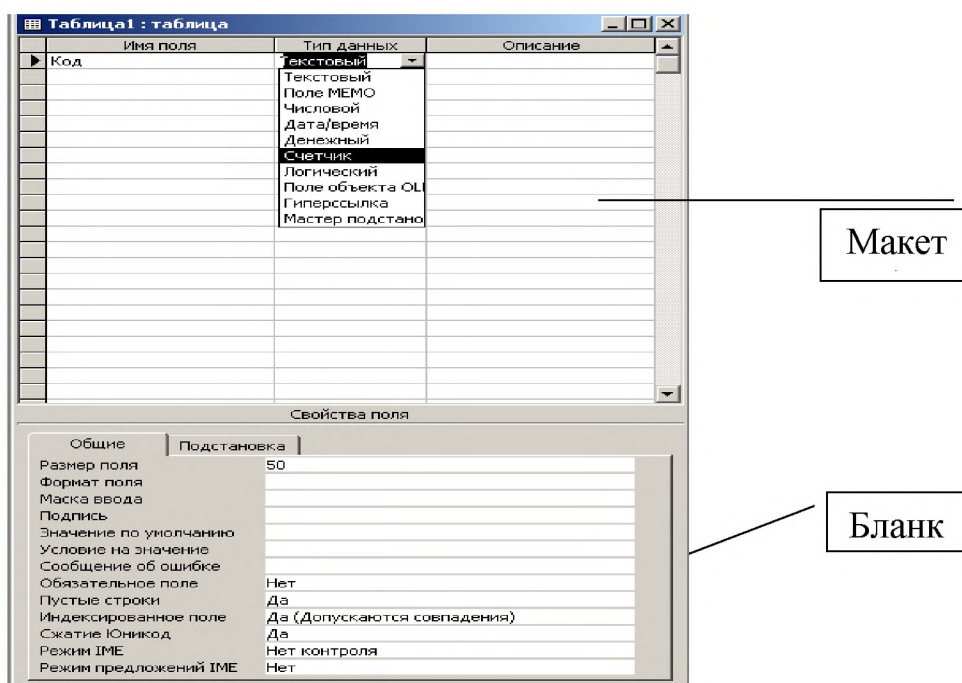 Таблица1 : таблица
Имя поля Тип данных Описание
Код Текстовый
Текстовый
Поле МЕМО
Числовой
Дата/время
Денежный
Счетчик
Логический
Поле объекта OLE
Гиперссылка
Мастер подстано
Макет
Свойства поля
Общие Подстановка
Размер поля 50
Формат поля
Маска ввода
Подпись
Значение по умолчанию
Условие на значение
Сообщение об ошибке
Обязательное поле Нет
Пустые строки Да
Индексированное поле Да (Допускаются совпадения)
Сжатие Юникод Да
Режим IME Нет контроля
Режим предложений IME Нет
Бланк